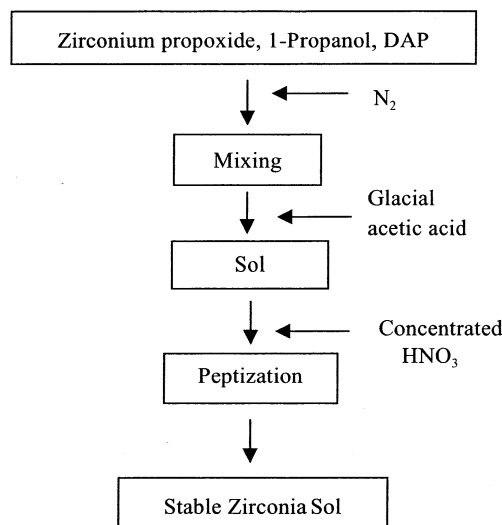 Zirconium propoxide, 1-Propanol, DAP
N₂
Mixing
Glacial
acetic acid
Sol
Concentrated
HNO₃
Peptization
Stable Zirconia Sol